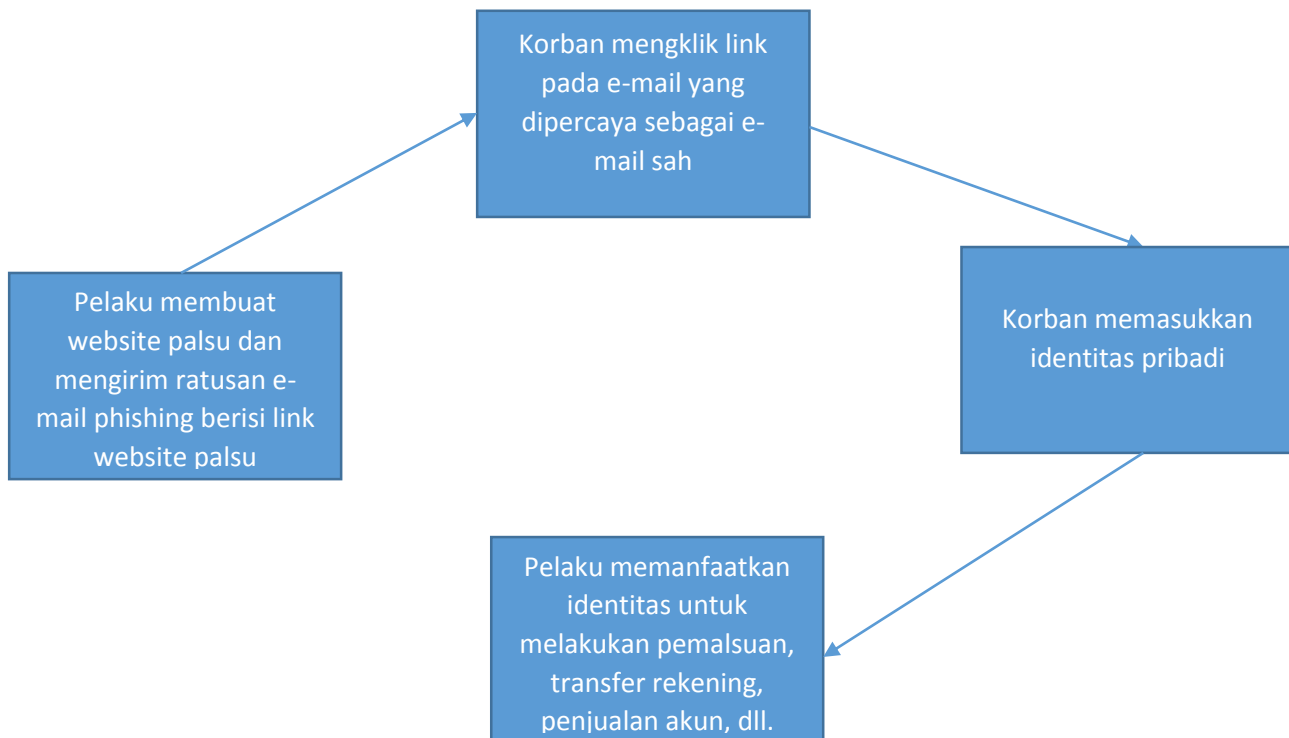 Korban mengklik link
pada e-mail yang
dipercaya sebagai e-
mail sah
Pelaku membuat
website palsu dan
mengirim ratusan e-
mail phishing berisi link
website palsu
Korban memasukkan
identitas pribadi
Pelaku memanfaatkan
identitas untuk
melakukan pemalsuan,
transfer rekening,
penjualan akun, dll.